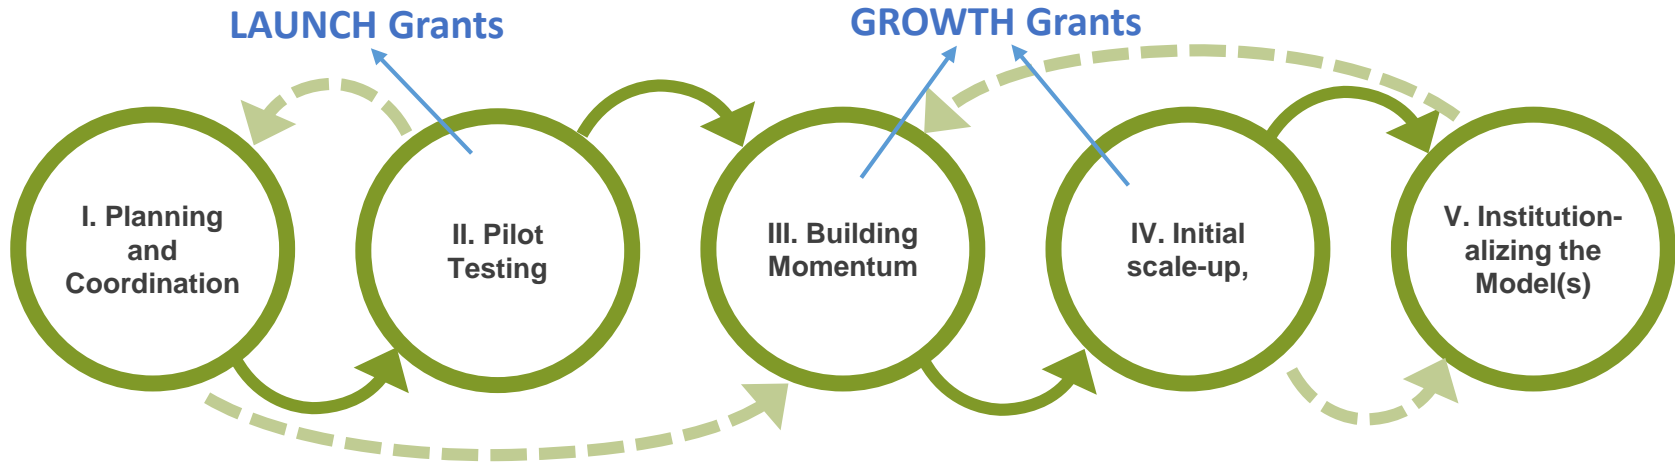 LAUNCH Grants
GROWTH Grants
I. Planning
and
Coordination
II. Pilot
Testing
III. Building
Momentum
IV. Initial
scale-up,
V. Institution-
alizing the
Model(s)